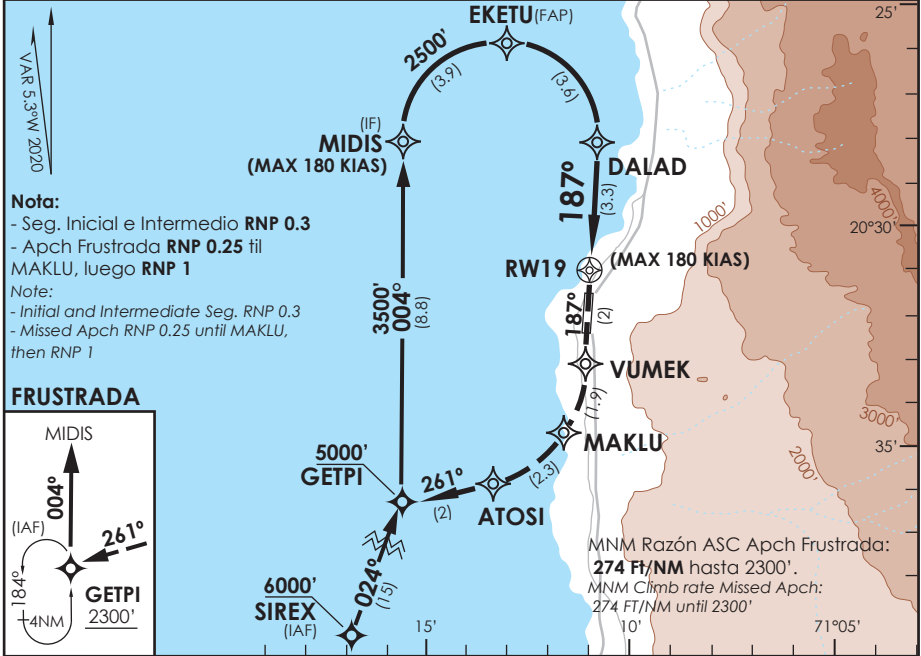 EKETU (FAP)
25'
VAR 5.3°W 2020
2500'
(3.9)
(3.6)
(IF)
MIDIS
(MAX 180 KIAS)
DALAD
187°
(3.3)
4000'
1000'
20°30'
Nota:
- Seg. Inicial e Intermedio RNP 0.3
- Apch Frustrada RNP 0.25 til
MAKLU, luego RNP 1
Note:
- Initial and Intermediate Seg. RNP 0.3
- Missed Apch RNP 0.25 until MAKLU,
then RNP 1
RW19
(MAX 180 KIAS)
3500'
004°
(8.8)
187°
(2)
VUMEK
(1.9)
MAKLU
3000'
2000'
35'
FRUSTRADA
MIDIS
004°
(IAF)
261°
184°
4NM
GETPI
2300'
5000'
GETPI
261°
(2)
(2.3)
ATOSI
6000'
SIREX
(IAF)
024°
(15)
MNM Razón ASC Apch Frustrada:
274 Ft/NM hasta 2300'.
MNM Climb rate Missed Apch:
274 FT/NM until 2300'
15'
10'
71°05'